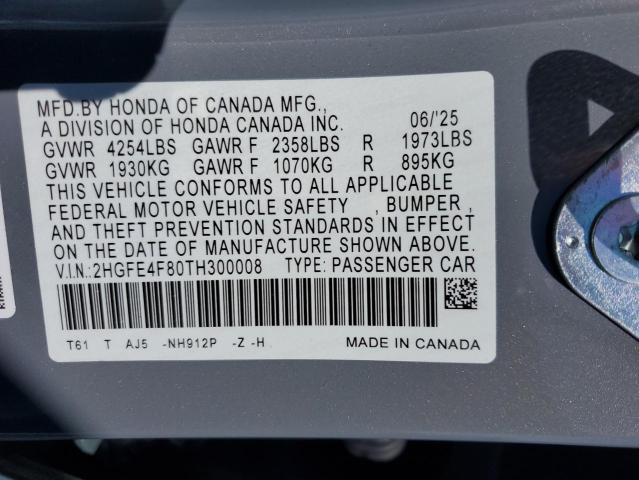 MFD.BY HONDA OF CANADA MFG.,
A DIVISION OF HONDA CANADA INC. 06/'25
GVWR 4254LBS GAWR F 2358LBS R 1973LBS
GVWR 1930KG GAWR F 1070KG R 895KG
THIS VEHICLE CONFORMS TO ALL APPLICABLE
FEDERAL MOTOR VEHICLE SAFETY , BUMPER ,
AND THEFT PREVENTION STANDARDS IN EFFECT
ON THE DATE OF MANUFACTURE SHOWN ABOVE.
V.I.N.:2HGFE4F80TH300008 TYPE: PASSENGER CAR
T61 T AJ5 -NH912P -Z -H MADE IN CANADA